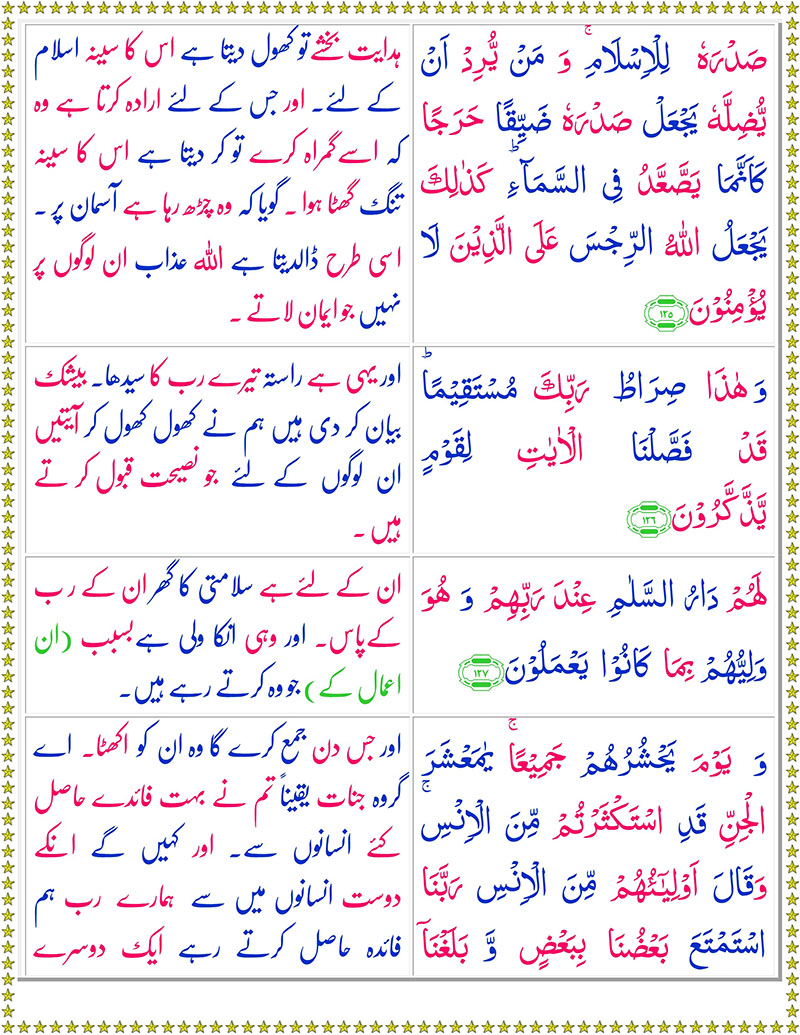 صَدْرَهٗ لِلْاِسْلَامِ ۚ وَ مَنْ یُّرِدْ اَنْ
یُّضِلَّهٗ یَجْعَلْ صَدْرَهٗ ضَیِّقًا حَرَجًا
كَاَنَّمَا یَصَّعَّدُ فِی السَّمَآءِ ؕ كَذٰلِكَ
یَجْعَلُ اللّٰهُ الرِّجْسَ عَلَی الَّذِیْنَ لَا
یُؤْمِنُوْنَ ۱۲۵
ہدایت بخشے تو کھول دیتا ہے اس کا سینہ اسلام
کے لئے۔ اور جس کے لئے ارادہ کرتا ہے وہ
کہ اسے گمراہ کرے تو کر دیتا ہے اس کا سینہ
تنگ گھٹا ہوا ۔ گویا کہ وہ چڑھ رہا ہے آسمان پر ۔
اسی طرح ڈالدیتا ہے اللہ عذاب ان لوگوں پر
نہیں جو ایمان لاتے ۔
وَ هٰذَا صِرَاطُ رَبِّكَ مُسْتَقِیْمًا ؕ
قَدْ فَصَّلْنَا الْاٰیٰتِ لِقَوْمٍ
یَّذَّكَّرُوْنَ ۱۲۶
اور یہی ہے راستہ تیرے رب کا سیدھا۔ بیشک
بیان کر دی ہیں ہم نے کھول کھول کر آیتیں
ان لوگوں کے لئے جو نصیحت قبول کرتے
ہیں ۔
لَهُمْ دَارُ السَّلٰمِ عِنْدَ رَبِّهِمْ وَ هُوَ
وَلِیُّهُمْ بِمَا كَانُوْا یَعْمَلُوْنَ ۱۲۷
ان کے لئے ہے سلامتی کا گھر ان کے رب
کے پاس۔ اور وہی انکا ولی ہے بسبب (ان
اعمال کے) جو وہ کرتے رہے ہیں۔
وَ یَوْمَ یَحْشُرُهُمْ جَمِیْعًا ۚ یٰمَعْشَرَ
الْجِنِّ قَدِ اسْتَكْثَرْتُمْ مِّنَ الْاِنْسِ ۚ
وَقَالَ اَوْلِیٰٓئُهُمْ مِّنَ الْاِنْسِ رَبَّنَا
اسْتَمْتَعَ بَعْضُنَا بِبَعْضٍ وَّ بَلَغْنَاۤ
اور جس دن جمع کرے گا وہ ان کو اکھٹا۔ اے
گروہ جنات یقیناً تم نے بہت فائدے حاصل
کئے انسانوں سے۔ اور کہیں گے انکے
دوست انسانوں میں سے ہمارے رب ہم
فائدہ حاصل کرتے رہے ایک دوسرے